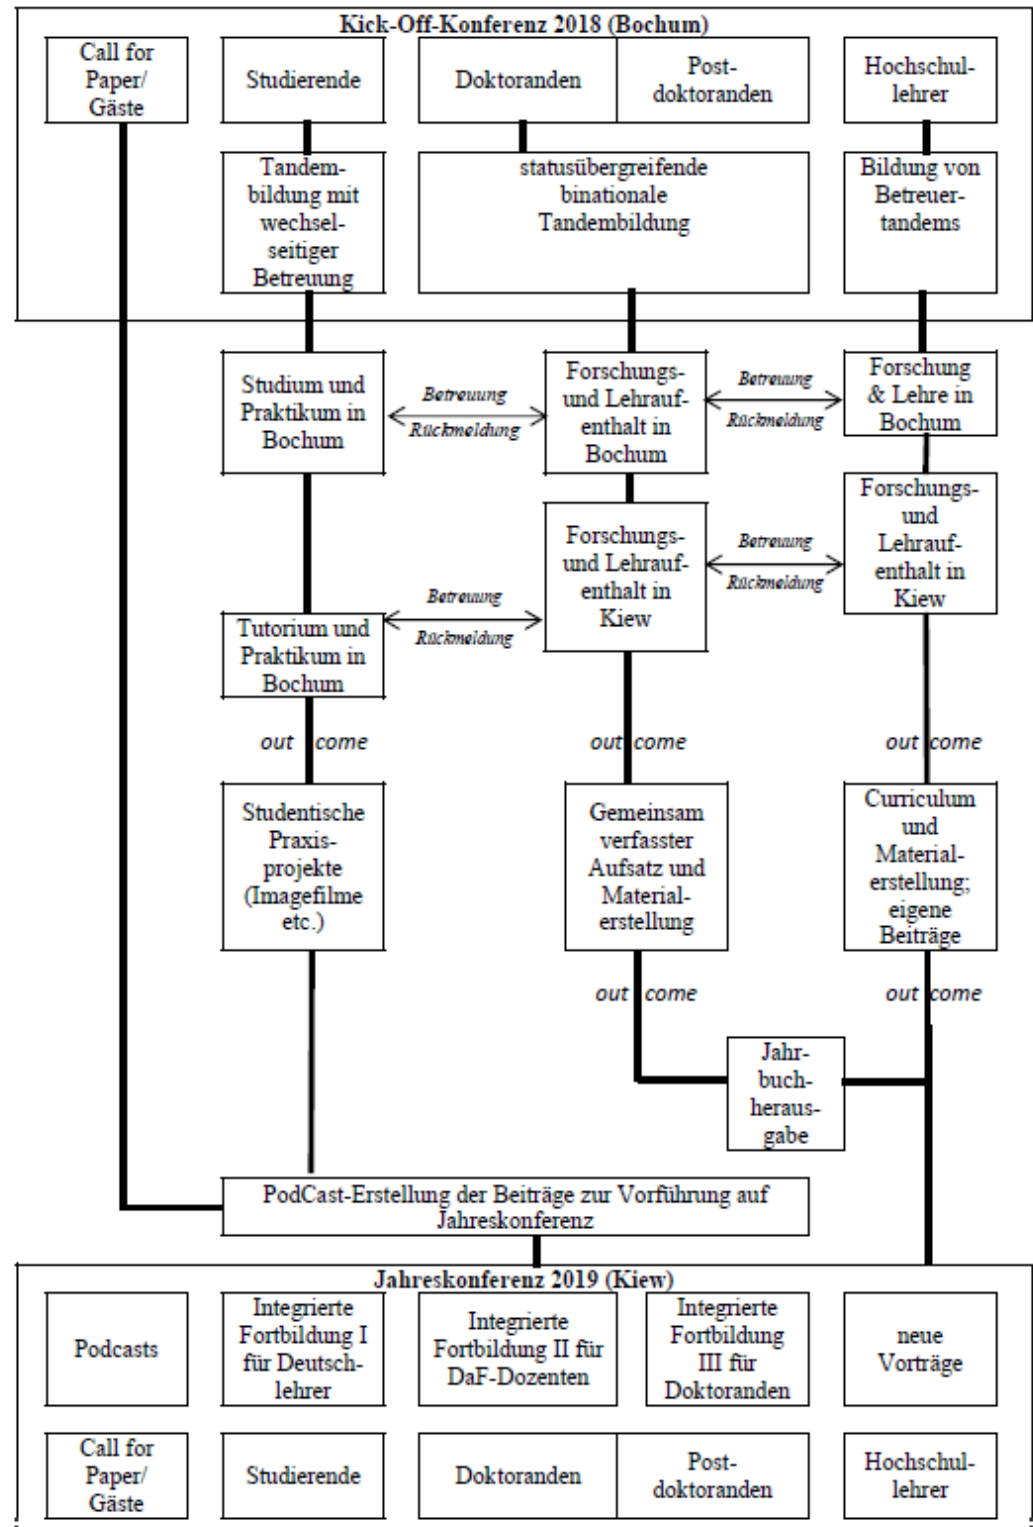 Kick-Off-Konferenz 2018 (Bochum)
Call for
Paper/
Gäste
Studierende
Doktoranden
Post-
doktoranden
Hochschul-
lehrer
Tandem-
bildung mit
wechsel-
seitiger
Betreuung
statusübergreifende
binationale
Tandembildung
Bildung von
Betreuer-
tandems
Studium und
Praktikum in
Bochum
Betreuung
Rückmeldung
Forschungs-
und Lehrauf-
enthalt in
Bochum
Betreuung
Rückmeldung
Forschung
& Lehre in
Bochum
Forschungs-
und Lehrauf-
enthalt in
Kiew
Betreuung
Rückmeldung
Forschungs-
und
Lehrauf-
enthalt in
Kiew
Tutorium und
Praktikum in
Bochum
Betreuung
Rückmeldung
out come
out come
out come
Studentische
Praxis-
projekte
(Imagefilme
etc.)
Gemeinsam
verfasster
Aufsatz und
Material-
erstellung
Curriculum
und
Material-
erstellung;
eigene
Beiträge
out come
out come
Jahr-
buch-
heraus-
gabe
PodCast-Erstellung der Beiträge zur Vorführung auf
Jahreskonferenz
Jahreskonferenz 2019 (Kiew)
Podcasts
Integrierte
Fortbildung I
für Deutsch-
lehrer
Integrierte
Fortbildung II für
DaF-Dozenten
Integrierte
Fortbildung
III für
Doktoranden
neue
Vorträge
Call for
Paper/
Gäste
Studierende
Doktoranden
Post-
doktoranden
Hochschul-
lehrer